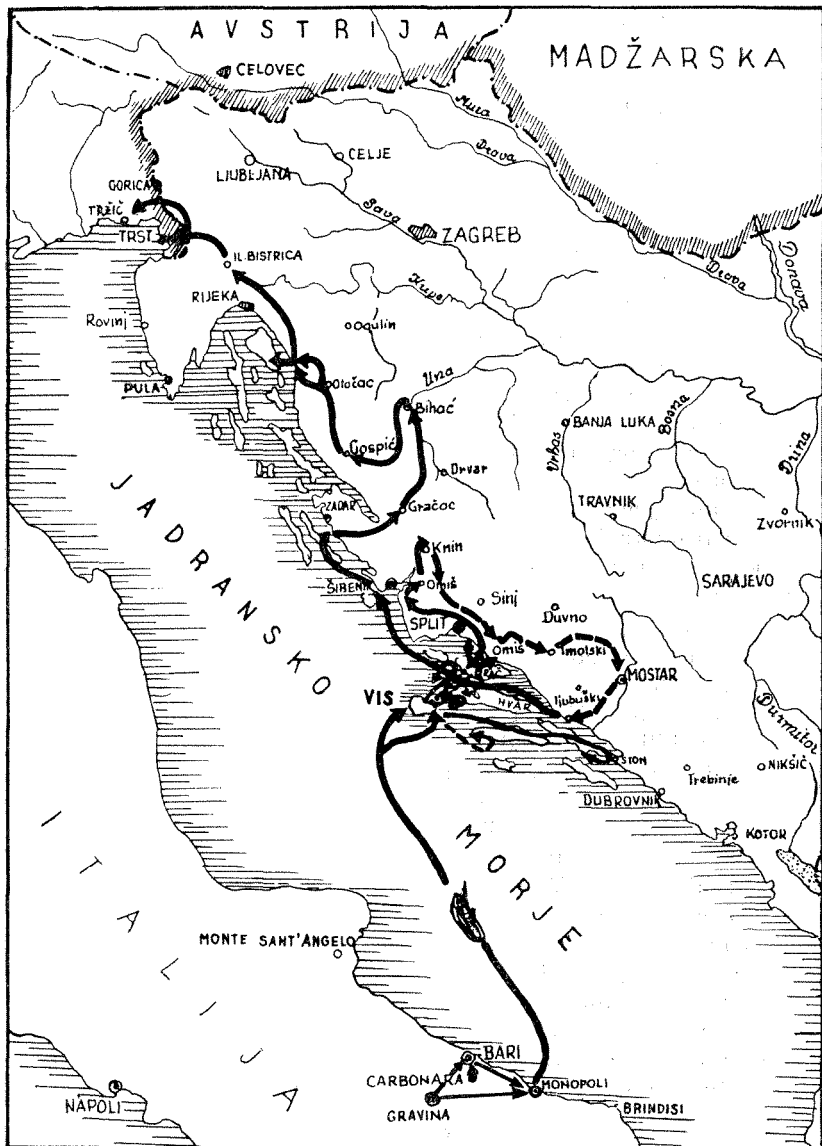 AVSTRIJA
MADŽARSKA
CELOVEC
Mura
Drava
CELJE
LJUBLJANA
GORICA
TRŽIČ
TRST
Sava
ZAGREB
Drava
Donava
IL. BISTRICA
Kupa
RIJEKA
Rovinj
Ogulin
PULA
Otočac
Una
Bihać
BANJA LUKA
Vrbas
Bosna
Drina
Gospić
Drvar
ZADAR
Gračac
TRAVNIK
Zvornik
Knin
ŠIBENIK
Omiš
Sinj
SARAJEVO
SPLIT
Duvno
Omiš
Imotski
MOSTAR
BRAČ
ljubuški
HVAR
VIS
Durmitor
STON
Trebinje
NIKŠIČ
DUBROVNIK
KOTOR
JADRANSKO
MORJE
ITALIJA
MONTE SANT'ANGELO
BARI
CARBONARA
MONOPOLI
GRAVINA
NAPOLI
BRINDISI